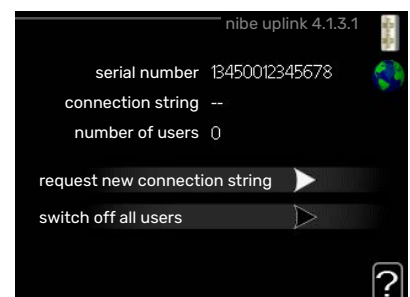 nibe uplink 4.1.3.1
serial number 13450012345678
connection string --
number of users 0
request new connection string
switch off all users
?